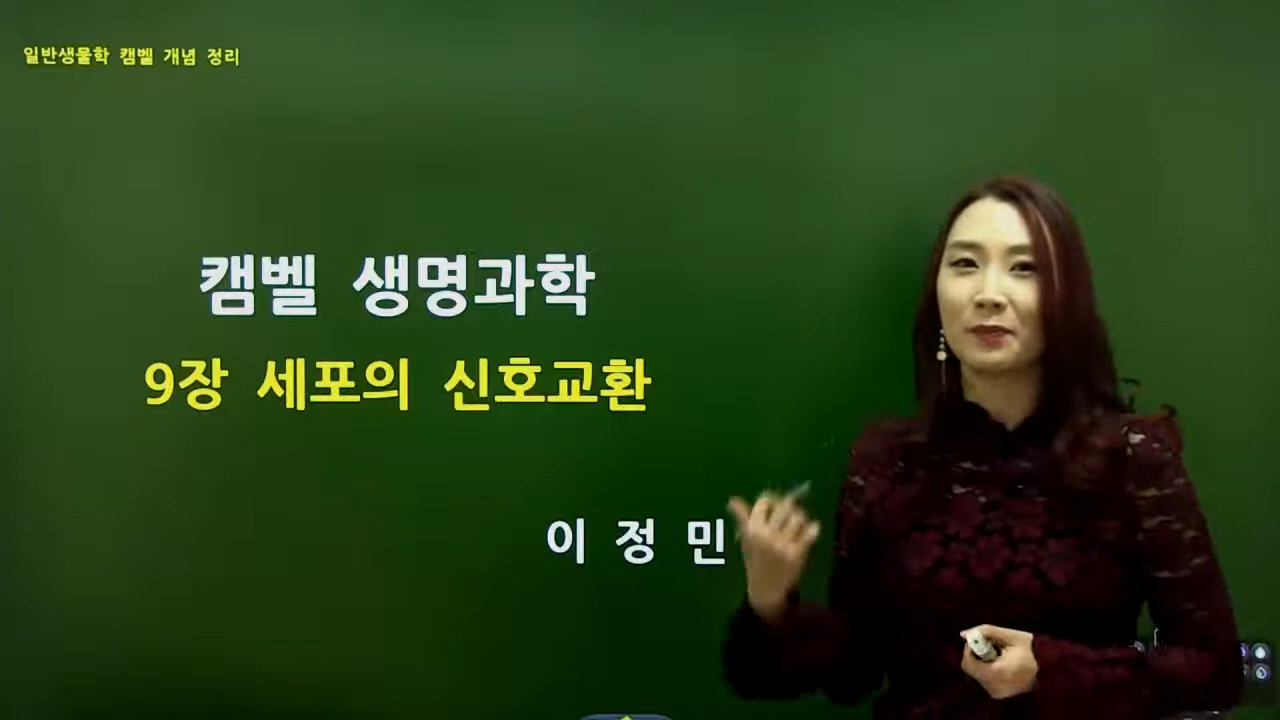 일반생물학 캠벨 개념 정리
캠벨 생명과학
9장 세포의 신호교환
이 정 민